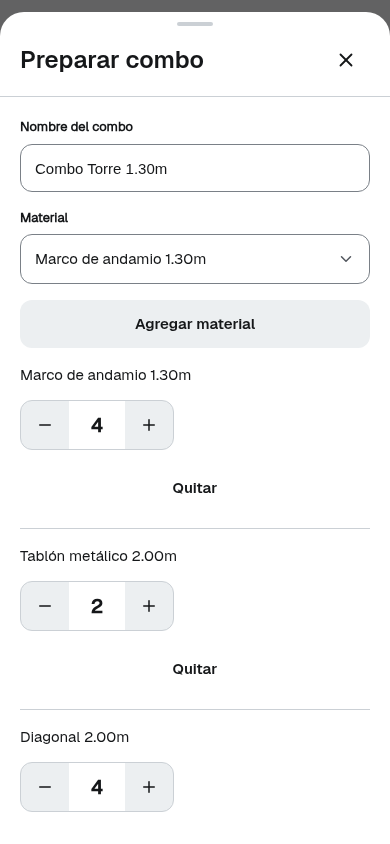 Preparar combo
Nombre del combo
Combo Torre 1.30m
Material
Marco de andamio 1.30m
Agregar material
Marco de andamio 1.30m
− 4 +
Quitar
Tablón metálico 2.00m
− 2 +
Quitar
Diagonal 2.00m
− 4 +